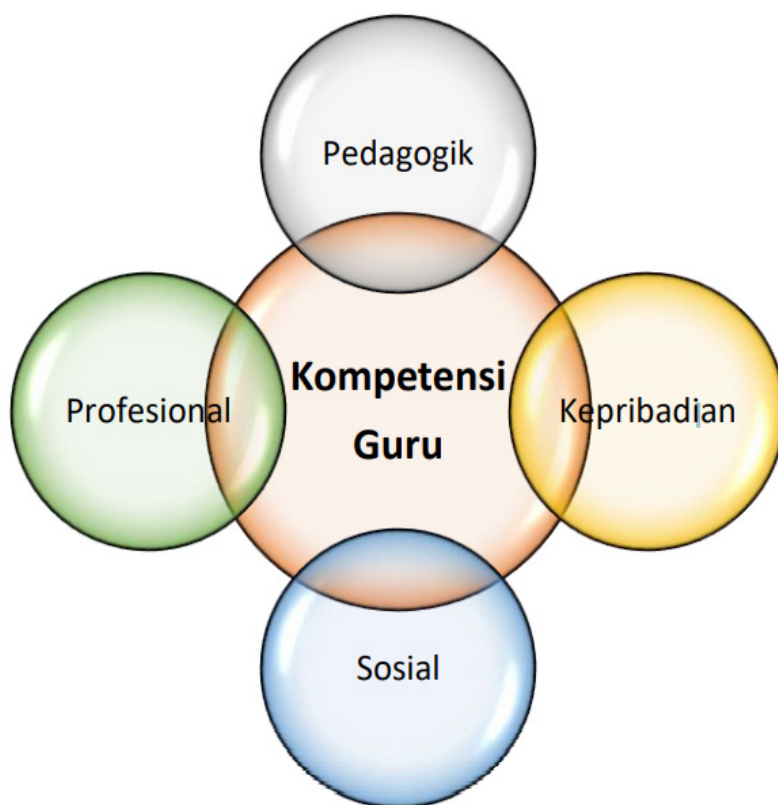 Pedagogik
Profesional
Kompetensi
Guru
Kepribadian
Sosial